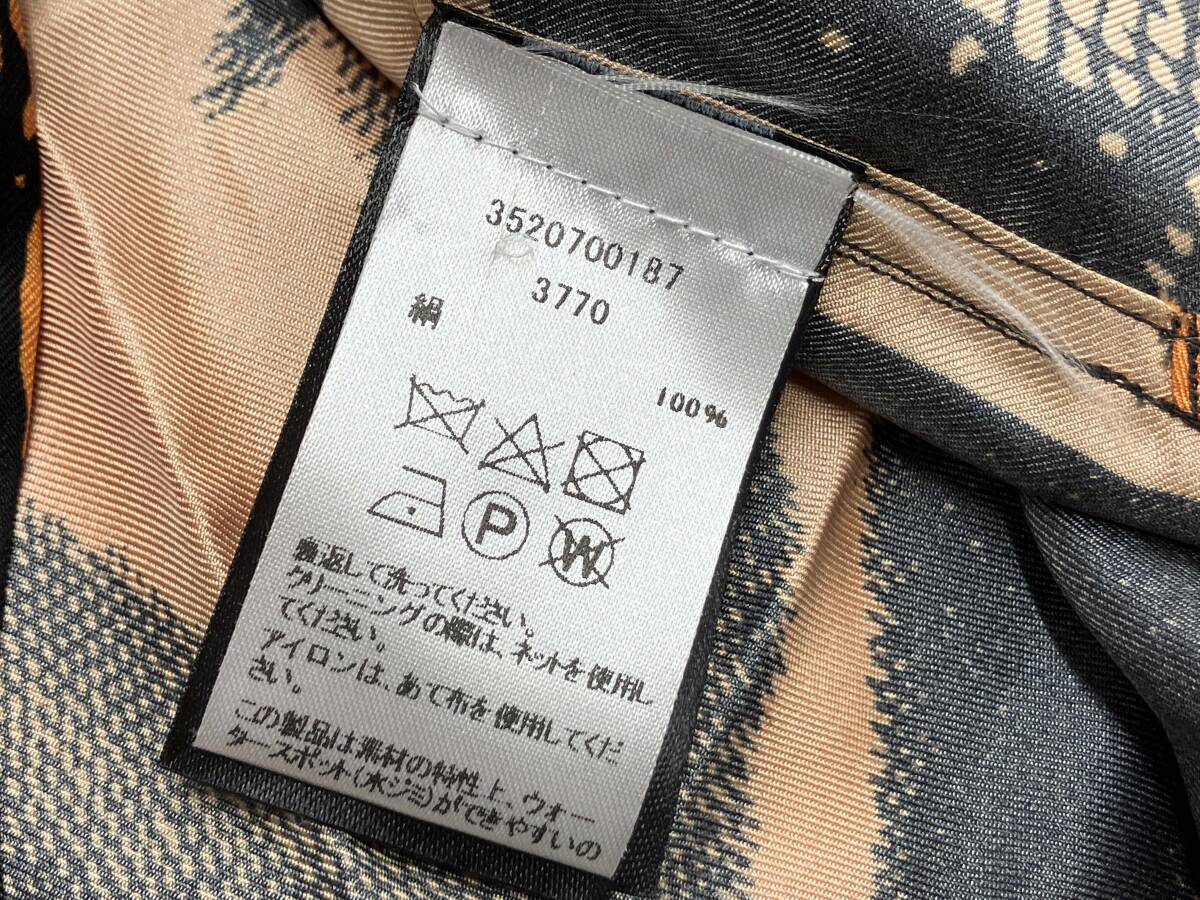 3520700187
3770
絹
100%
P
W
裏返して洗ってください。
クリーニングの際は、ネットを使用し
てください。
アイロンは、あて布を使用してくだ
さい。
この製品は素材の特性上、ウォー
タースポット(水ジミ)ができやすいの